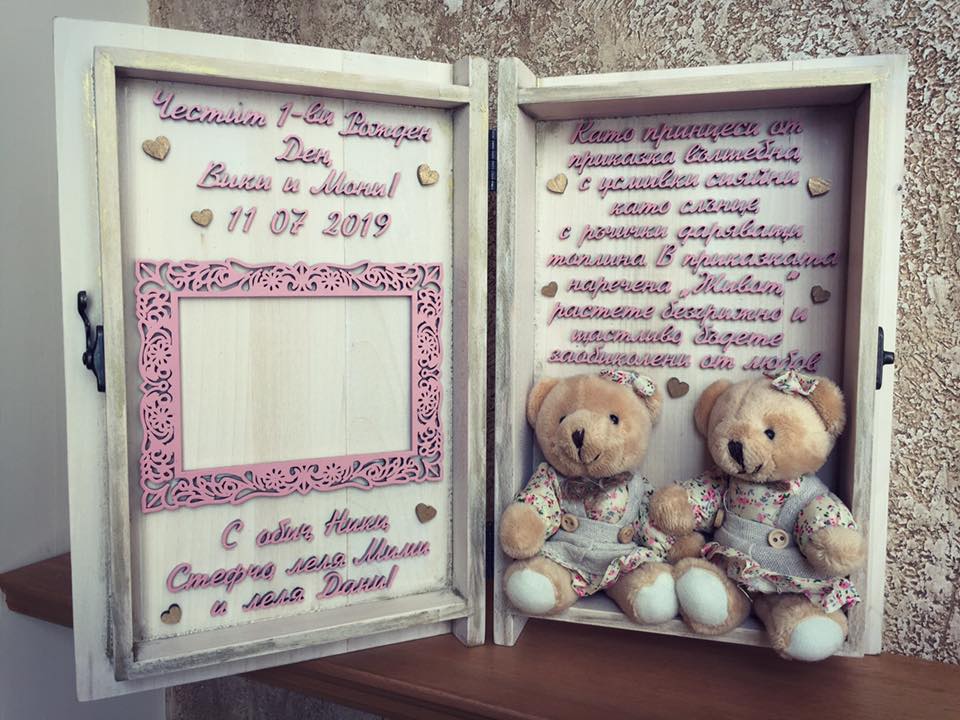 Честит 1-ви Рожден
Ден,
Вики и Мони!
11 07 2019
С обич, Ники,
Стефчо, леля Мими
и леля Дани!
Като принцеси от
приказка вълшебна,
с усмивки сияйни
като слънце,
с ръчички даряващи
топлина В приказката
наречена „Живот“,
растете безгрижно и
щастливо бъдете
заобиколени от любов